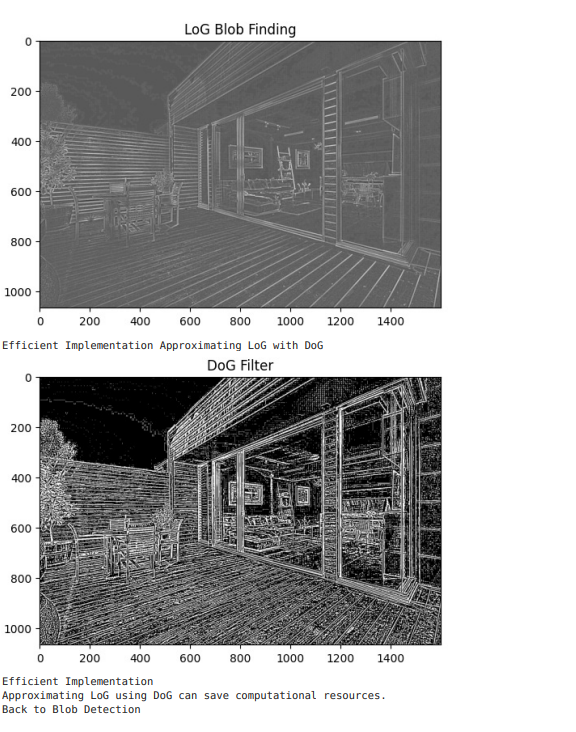 LoG Blob Finding
0
200
400
600
800
1000
0 200 400 600 800 1000 1200 1400
Efficient Implementation Approximating LoG with DoG
DoG Filter
0
200
400
600
800
1000
0 200 400 600 800 1000 1200 1400
Efficient Implementation
Approximating LoG using DoG can save computational resources.
Back to Blob Detection